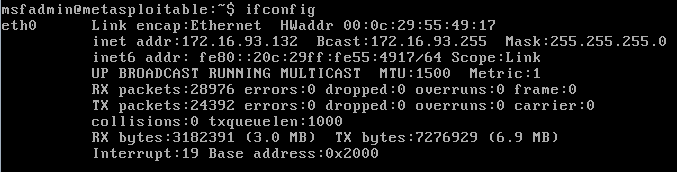 msfadmin@metasploitable:~$ ifconfig
eth0 Link encap:Ethernet HWaddr 00:0c:29:55:49:17
inet addr:172.16.93.132 Bcast:172.16.93.255 Mask:255.255.255.0
inet6 addr: fe80::20c:29ff:fe55:4917/64 Scope:Link
UP BROADCAST RUNNING MULTICAST MTU:1500 Metric:1
RX packets:28976 errors:0 dropped:0 overruns:0 frame:0
TX packets:24392 errors:0 dropped:0 overruns:0 carrier:0
collisions:0 txqueuelen:1000
RX bytes:3182391 (3.0 MB) TX bytes:7276929 (6.9 MB)
Interrupt:19 Base address:0x2000